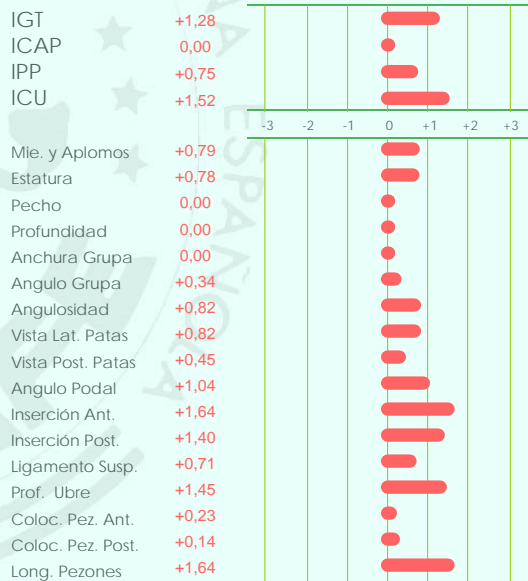 IGT +1,28
ICAP 0,00
IPP +0,75
ICU +1,52
-3 -2 -1 0 +1 +2 +3
Mie. y Aplomos +0,79
Estatura +0,78
Pecho 0,00
Profundidad 0,00
Anchura Grupa 0,00
Angulo Grupa +0,34
Angulosidad +0,82
Vista Lat. Patas +0,82
Vista Post. Patas +0,45
Angulo Podal +1,04
Inserción Ant. +1,64
Inserción Post. +1,40
Ligamento Susp. +0,71
Prof. Ubre +1,45
Coloc. Pez. Ant. +0,23
Coloc. Pez. Post. +0,14
Long. Pezones +1,64
ESPAÑOLA